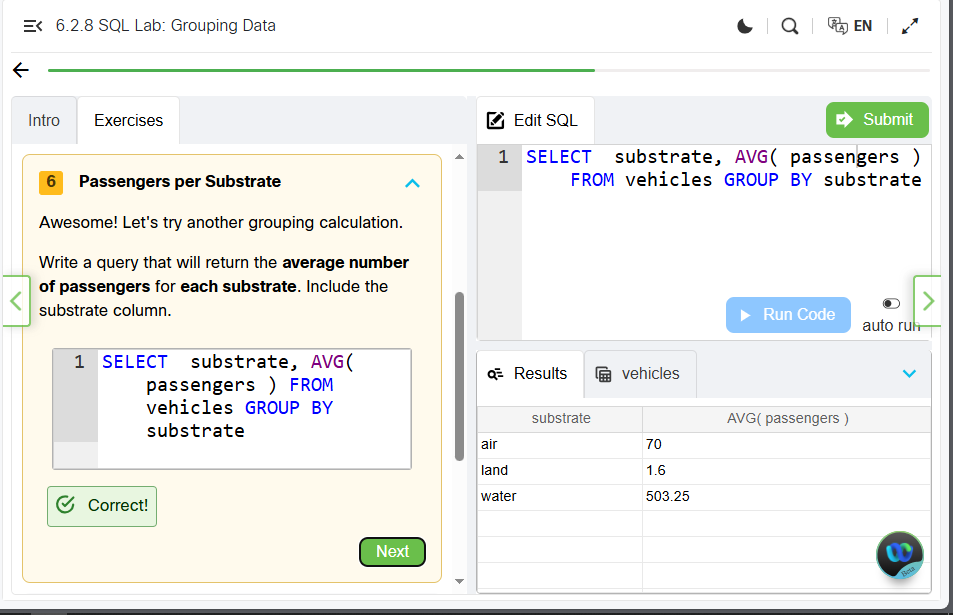 6.2.8 SQL Lab: Grouping Data
EN
Intro
Exercises
6 Passengers per Substrate
Awesome! Let's try another grouping calculation.
Write a query that will return the average number
of passengers for each substrate. Include the
substrate column.
1 SELECT  substrate, AVG(
passengers ) FROM
vehicles GROUP BY
substrate
Correct!
Next
Edit SQL
Submit
1 SELECT  substrate, AVG( passengers )
FROM vehicles GROUP BY substrate
Run Code
auto run
Results
vehicles
substrate AVG( passengers )
air 70
land 1.6
water 503.25
Beta